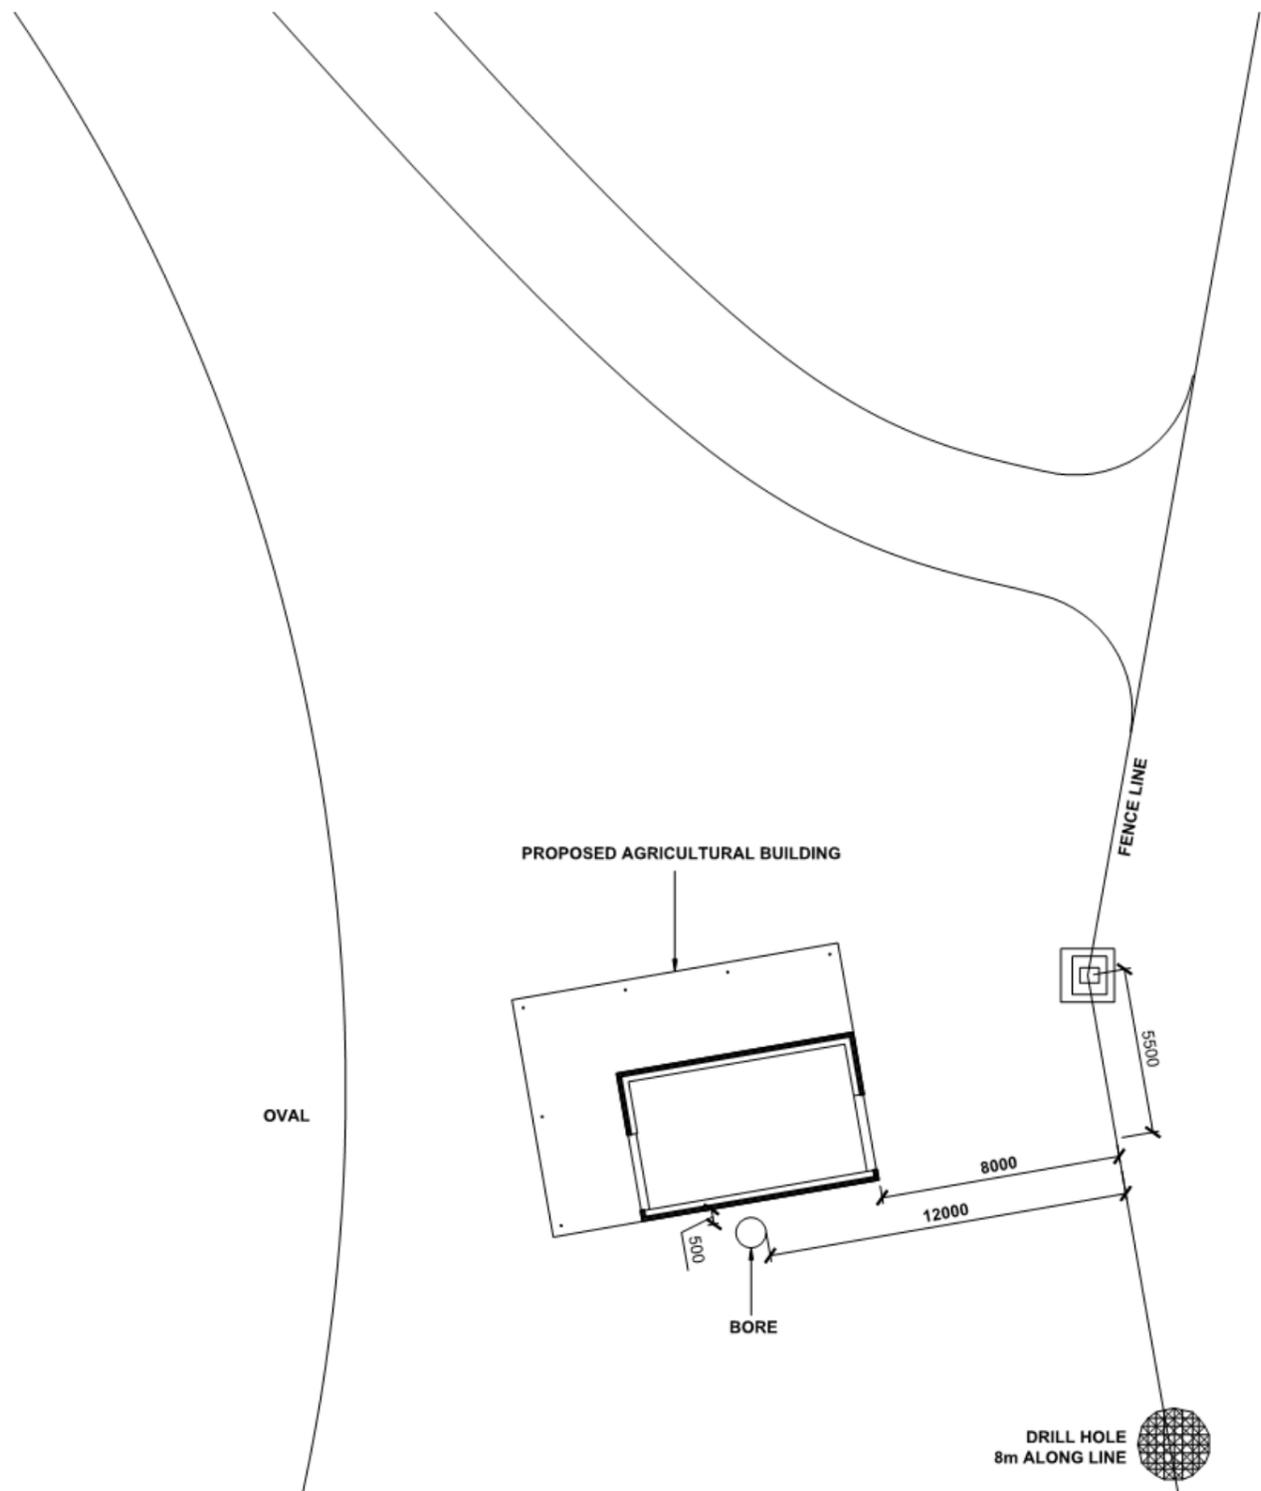 FENCE LINE
PROPOSED AGRICULTURAL BUILDING
5500
OVAL
8000
12000
500
BORE
DRILL HOLE
8m ALONG LINE